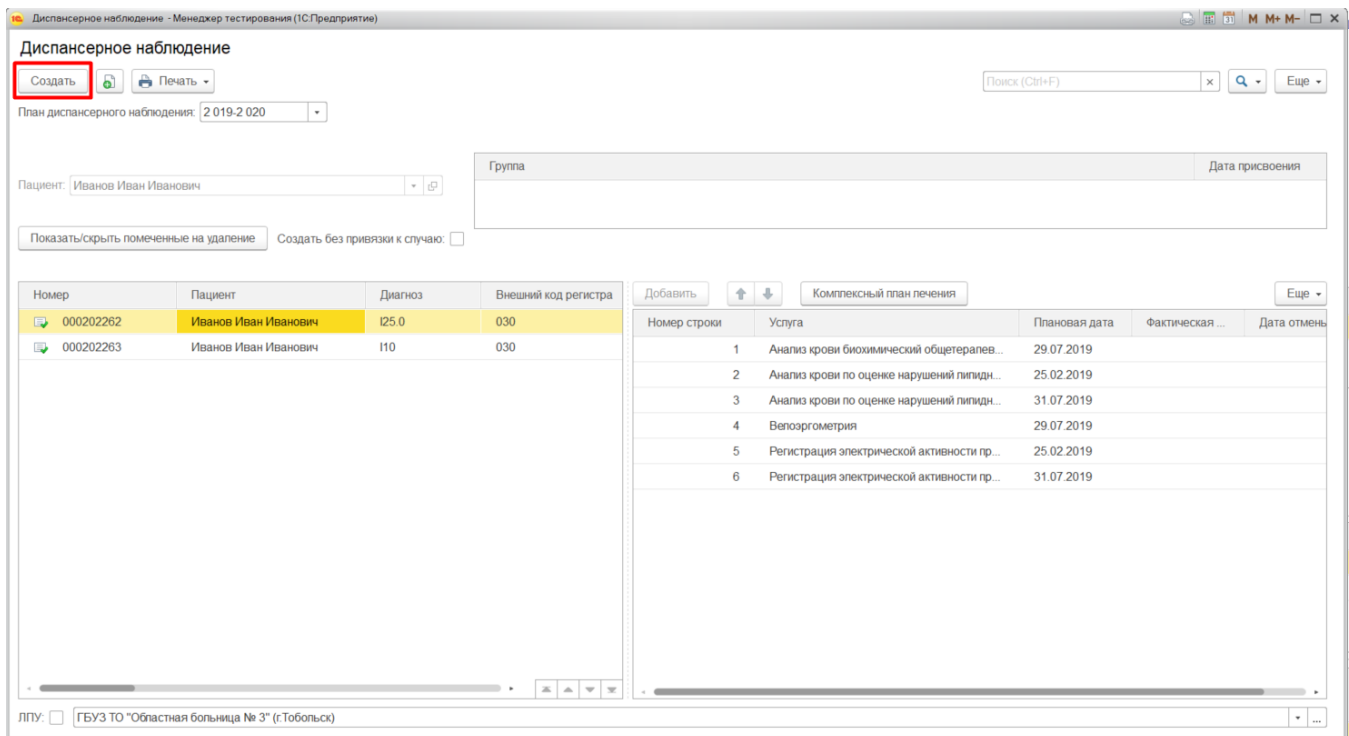 Диспансерное наблюдение - Менеджер тестирования (1С:Предприятие)
31 M M+ M-
Диспансерное наблюдение
Создать Печать Поиск (Ctrl+F) Еще
План диспансерного наблюдения: 2 019-2 020
Группа Дата присвоения
Пациент: Иванов Иван Иванович
Показать/скрыть помеченные на удаление Создать без привязки к случаю:
Добавить Комплексный план лечения Еще
Номер Пациент Диагноз Внешний код регистра
000202262 Иванов Иван Иванович I25.0 030
000202263 Иванов Иван Иванович I10 030
Номер строки Услуга Плановая дата Фактическая ... Дата отмены
1 Анализ крови биохимический общетерапев... 29.07.2019
2 Анализ крови по оценке нарушений липидн... 25.02.2019
3 Анализ крови по оценке нарушений липидн... 31.07.2019
4 Велоэргометрия 29.07.2019
5 Регистрация электрической активности пр... 25.02.2019
6 Регистрация электрической активности пр... 31.07.2019
ЛПУ: ГБУЗ ТО "Областная больница № 3" (г.Тобольск) ...